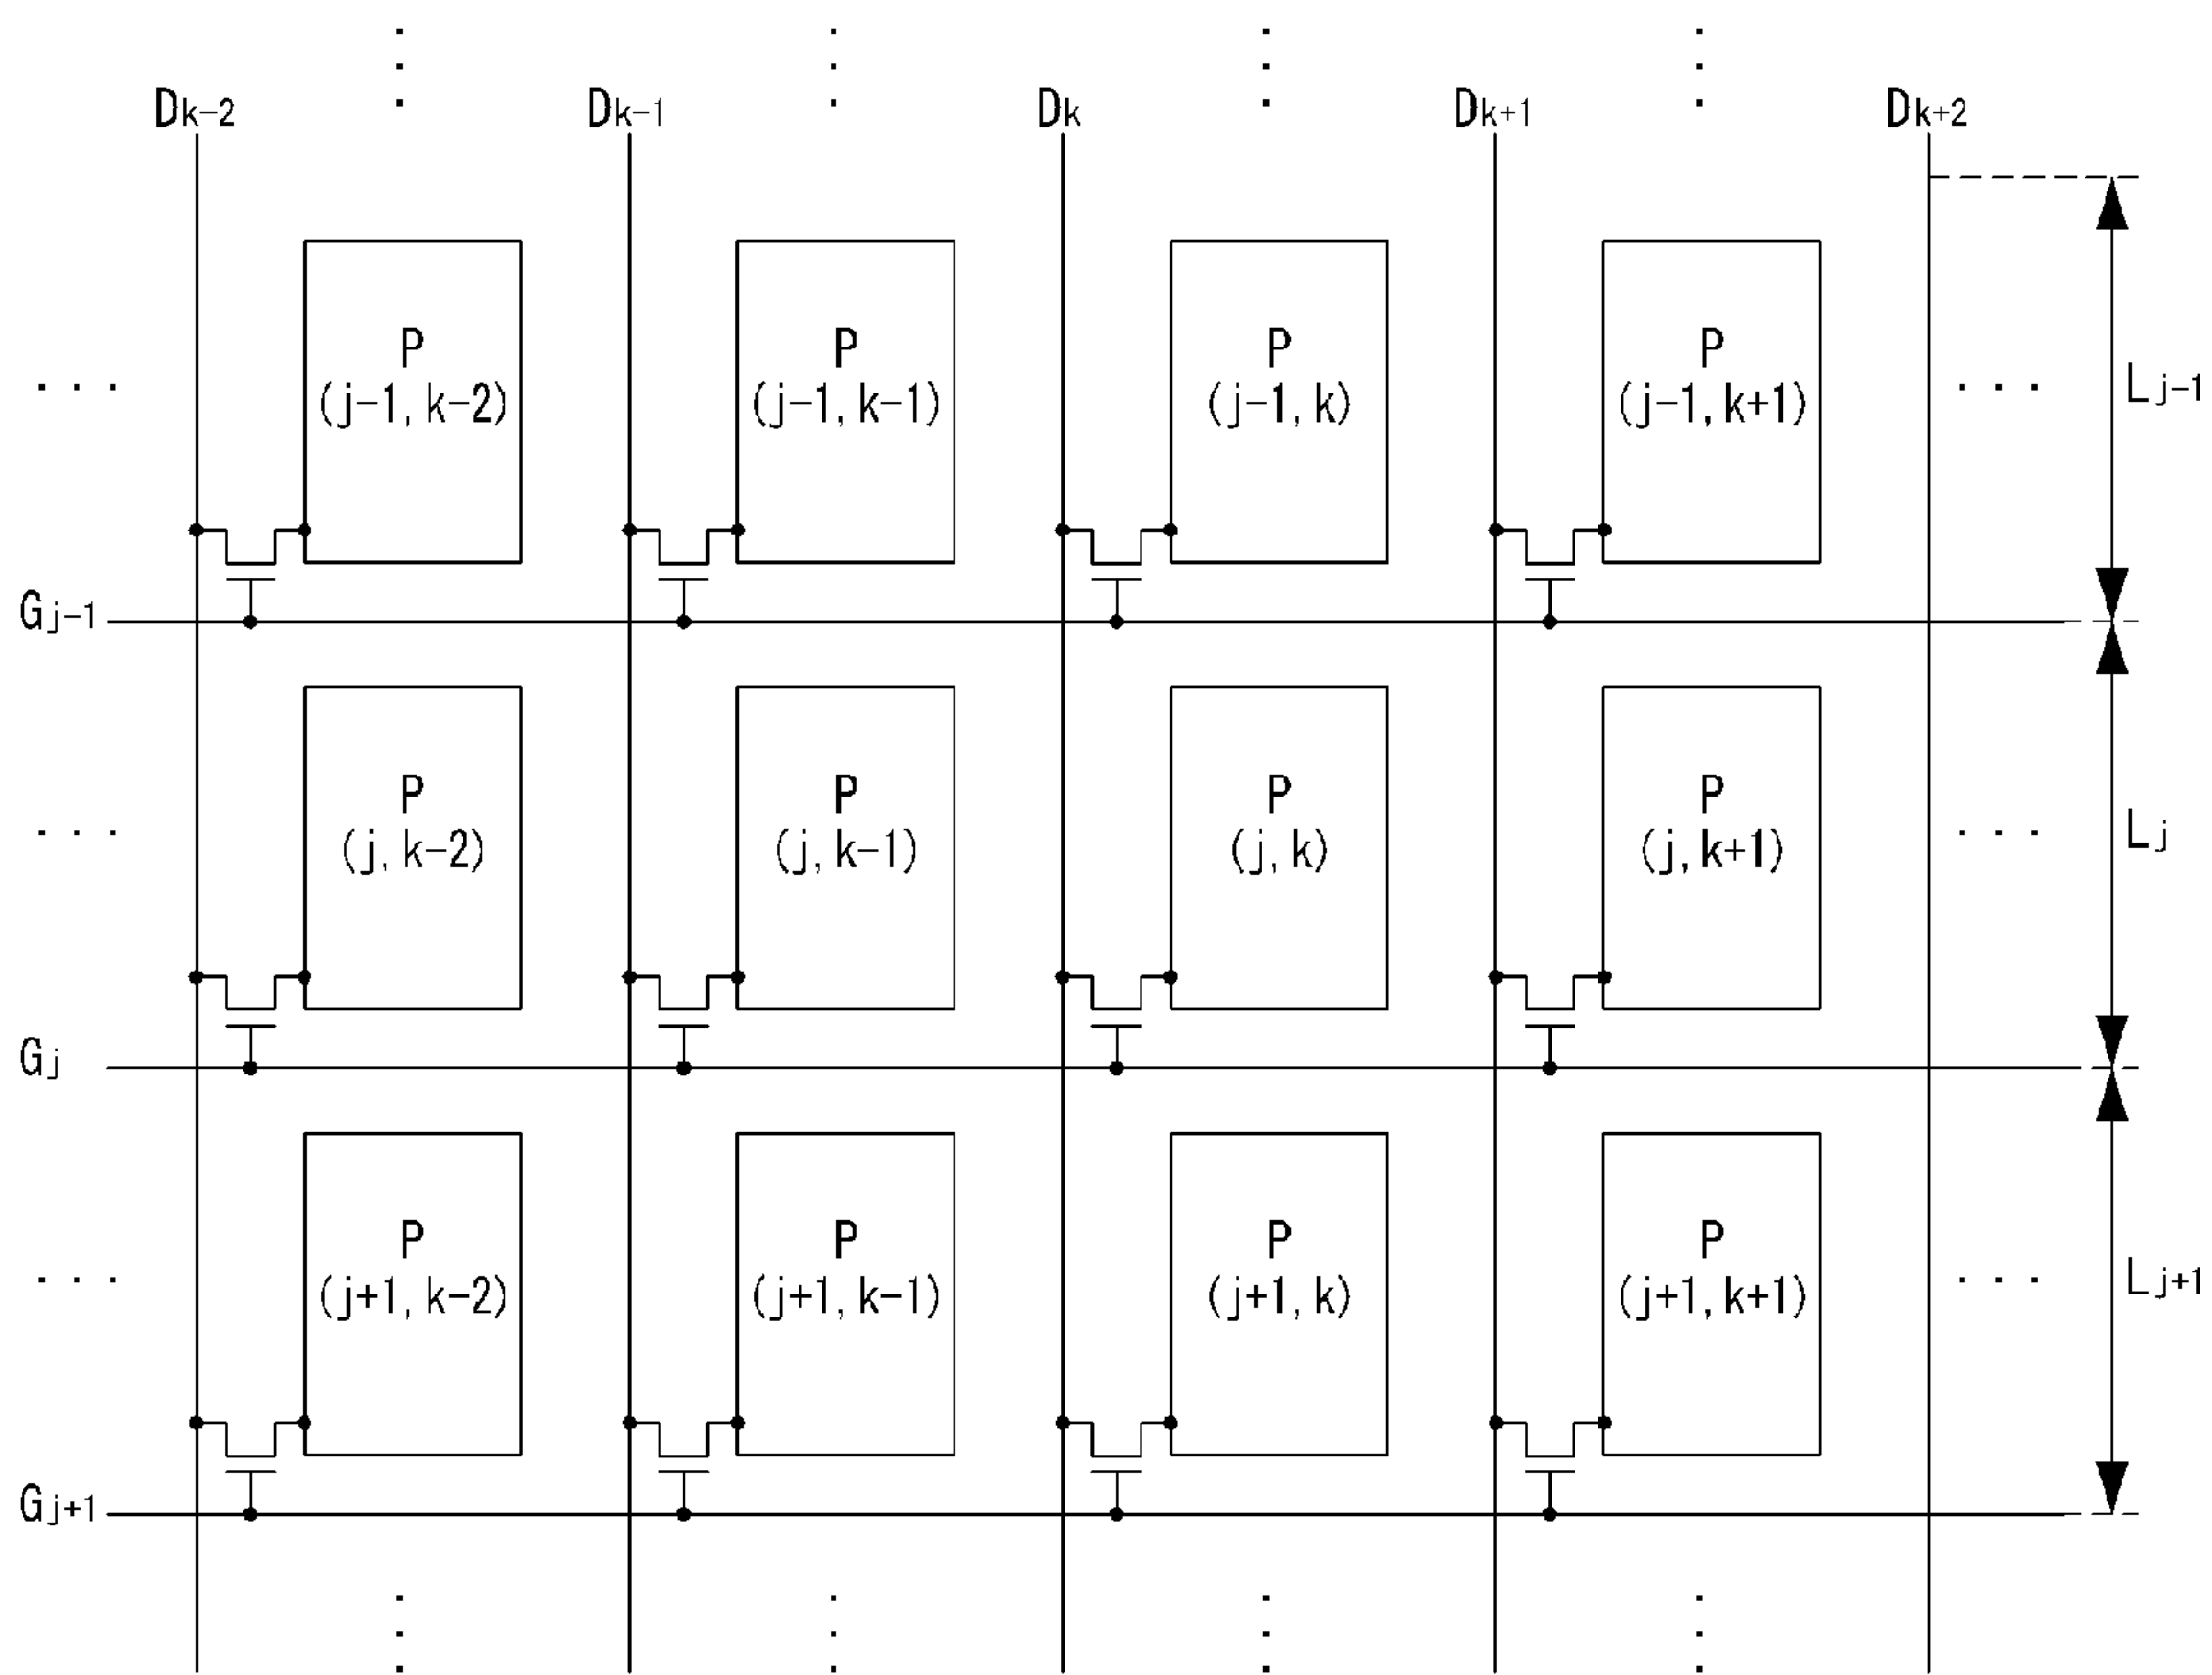 Dk-2 Dk-1 Dk Dk+1 Dk+2
P P P P
(j-1, k-2) (j-1, k-1) (j-1, k) (j-1, k+1) Lj-1
Gj-1
P P P P
(j, k-2) (j, k-1) (j, k) (j, k+1) Lj
Gj
P P P P
(j+1, k-2) (j+1, k-1) (j+1, k) (j+1, k+1) Lj+1
Gj+1